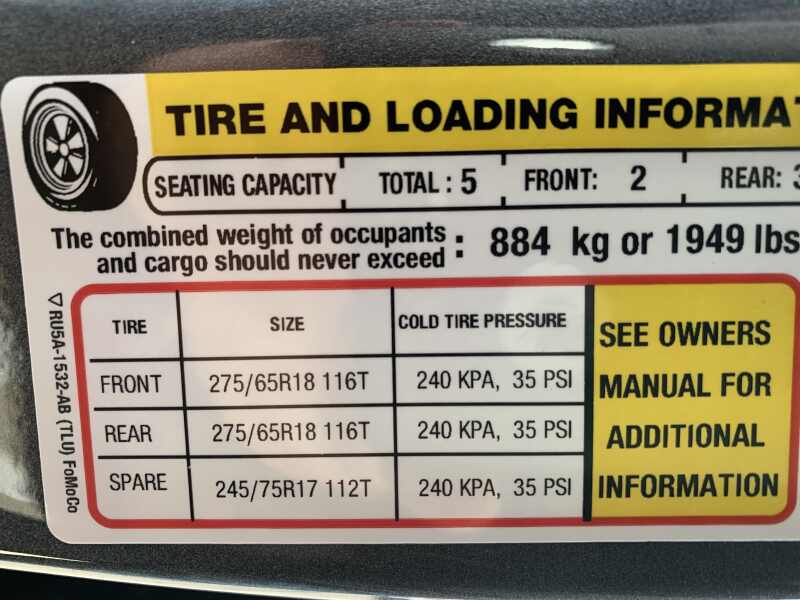 TIRE AND LOADING INFORMAT
SEATING CAPACITY TOTAL : 5 FRONT: 2 REAR: 3
The combined weight of occupants
and cargo should never exceed : 884 kg or 1949 lbs
TIRE SIZE COLD TIRE PRESSURE
FRONT 275/65R18 116T 240 KPA, 35 PSI
REAR 275/65R18 116T 240 KPA, 35 PSI
SPARE 245/75R17 112T 240 KPA, 35 PSI
SEE OWNERS
MANUAL FOR
ADDITIONAL
INFORMATION
RU5A-1532-AB (TLU) FoMoCo